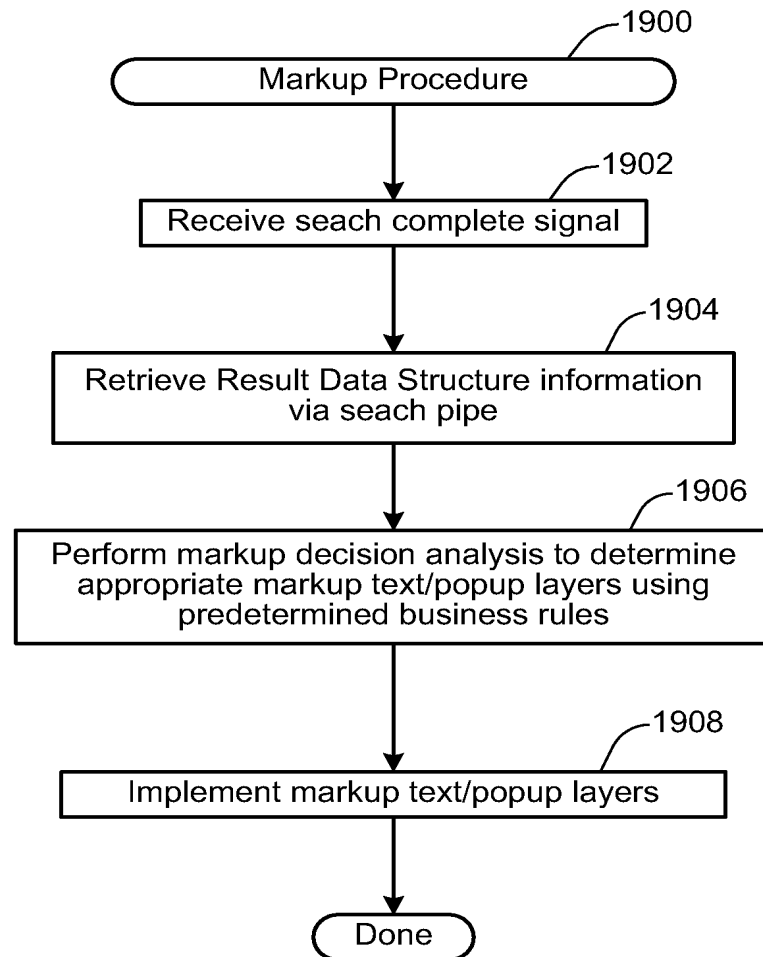 1900
Markup Procedure
1902
Receive seach complete signal
1904
Retrieve Result Data Structure information
via seach pipe
1906
Perform markup decision analysis to determine
appropriate markup text/popup layers using
predetermined business rules
1908
Implement markup text/popup layers
Done